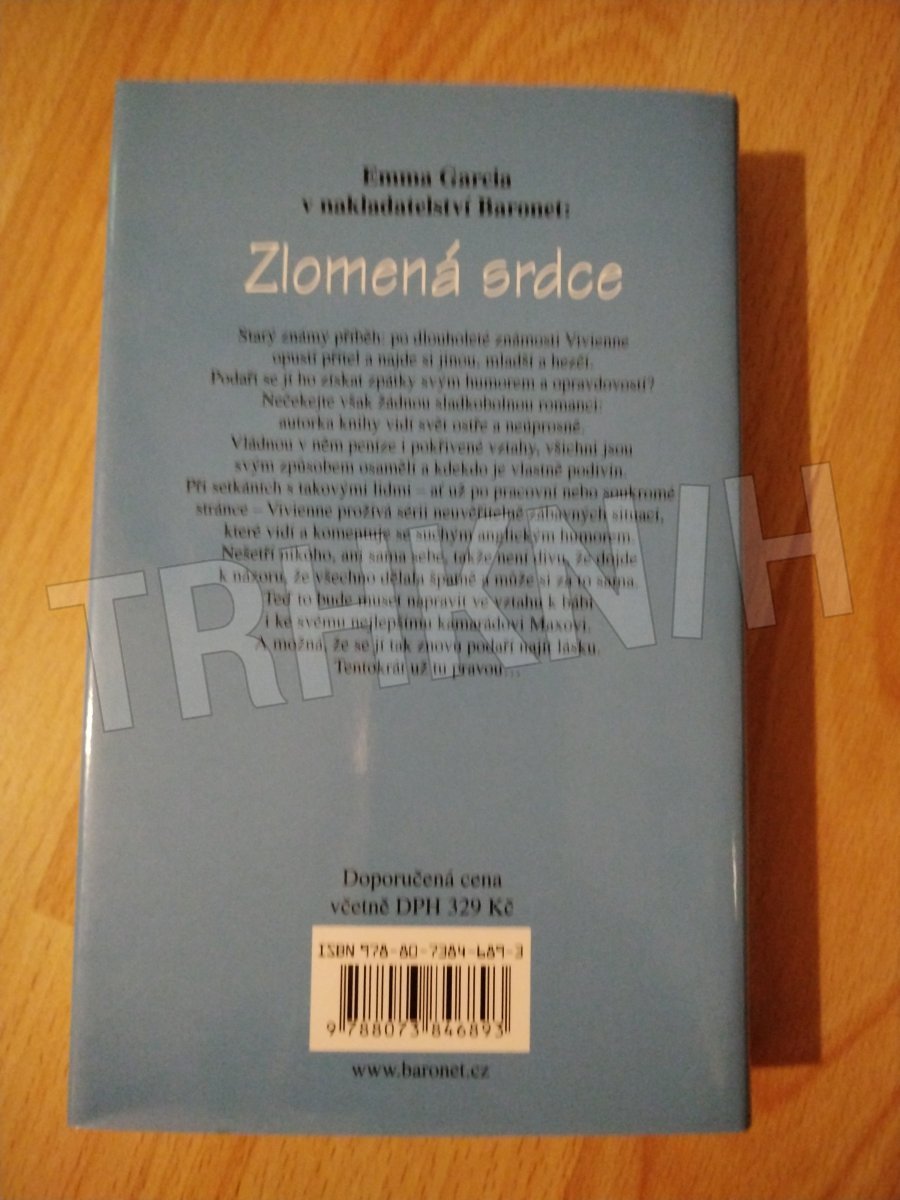 Emma Garcia
v nakladatelství Baronet:
Zlomená srdce
Starý známý příběh: po dlouholeté známosti Vivienne
opustí přítel a najde si jinou, mladší a hezčí.
Podaří se jí ho získat zpátky svým humorem a opravdovostí?
Nečekejte však žádnou sladkobolnou romanci:
autorka knihy vidí svět ostře a neúprosně.
Vládnou v něm peníze i pokřivené vztahy, všichni jsou
svým způsobem osamělí a kdekdo je vlastně podivín.
Při setkáních s takovými lidmi – ať už po pracovní nebo soukromé
stránce – Vivienne prožívá sérii neuvěřitelně zábavných situací,
které vidí a komentuje se suchým anglickým humorem.
Nešetří nikoho, ani sama sebe, takže není divu, že dojde
k názoru, že všechno dělala špatně a může si za to sama.
Teď to bude muset napravit ve vztahu k bábi
i ke svému nejlepšímu kamarádovi Maxovi.
A možná, že se jí tak znovu podaří najít lásku.
Tentokrát už tu pravou...
TRHKNIH
Doporučená cena
včetně DPH 329 Kč
ISBN 978-80-7384-689-3
9 788073 846893
www.baronet.cz